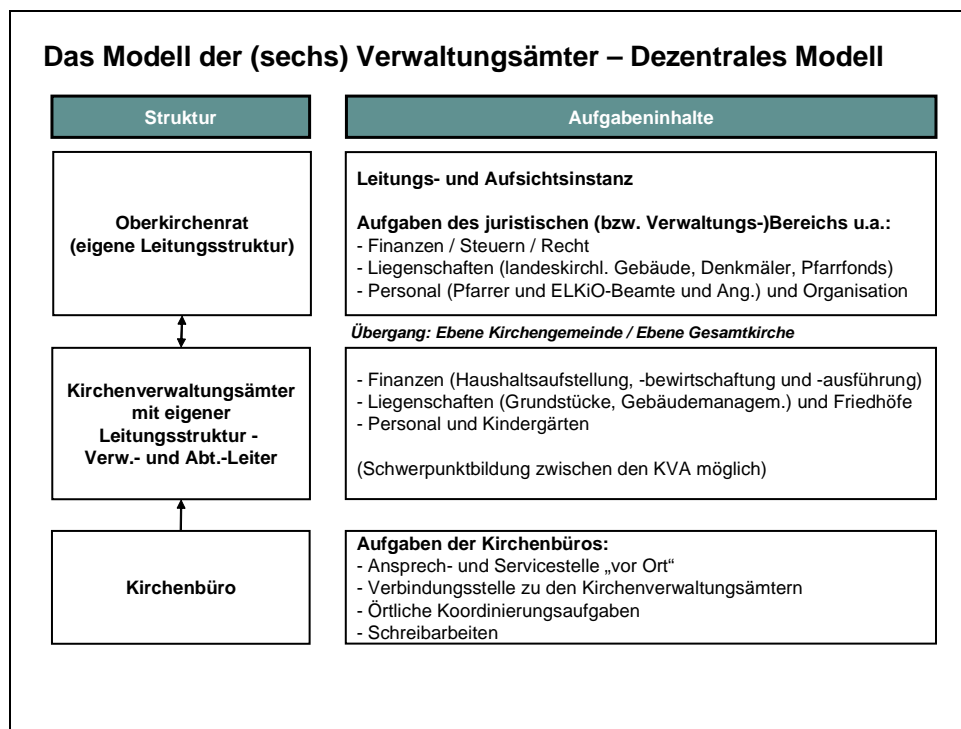 Das Modell der (sechs) Verwaltungsämter – Dezentrales Modell
Struktur
Aufgabeninhalte
Oberkirchenrat
(eigene Leitungsstruktur)
Leitungs- und Aufsichtsinstanz
Aufgaben des juristischen (bzw. Verwaltungs-)Bereichs u.a.:
- Finanzen / Steuern / Recht
- Liegenschaften (landeskirchl. Gebäude, Denkmäler, Pfarrfonds)
- Personal (Pfarrer und ELKiO-Beamte und Ang.) und Organisation
Übergang: Ebene Kirchengemeinde / Ebene Gesamtkirche
Kirchenverwaltungsämter
mit eigener
Leitungsstruktur -
Verw.- und Abt.-Leiter
- Finanzen (Haushaltsaufstellung, -bewirtschaftung und -ausführung)
- Liegenschaften (Grundstücke, Gebäudemanagem.) und Friedhöfe
- Personal und Kindergärten
(Schwerpunktbildung zwischen den KVA möglich)
Kirchenbüro
Aufgaben der Kirchenbüros:
- Ansprech- und Servicestelle „vor Ort“
- Verbindungsstelle zu den Kirchenverwaltungsämtern
- Örtliche Koordinierungsaufgaben
- Schreibarbeiten